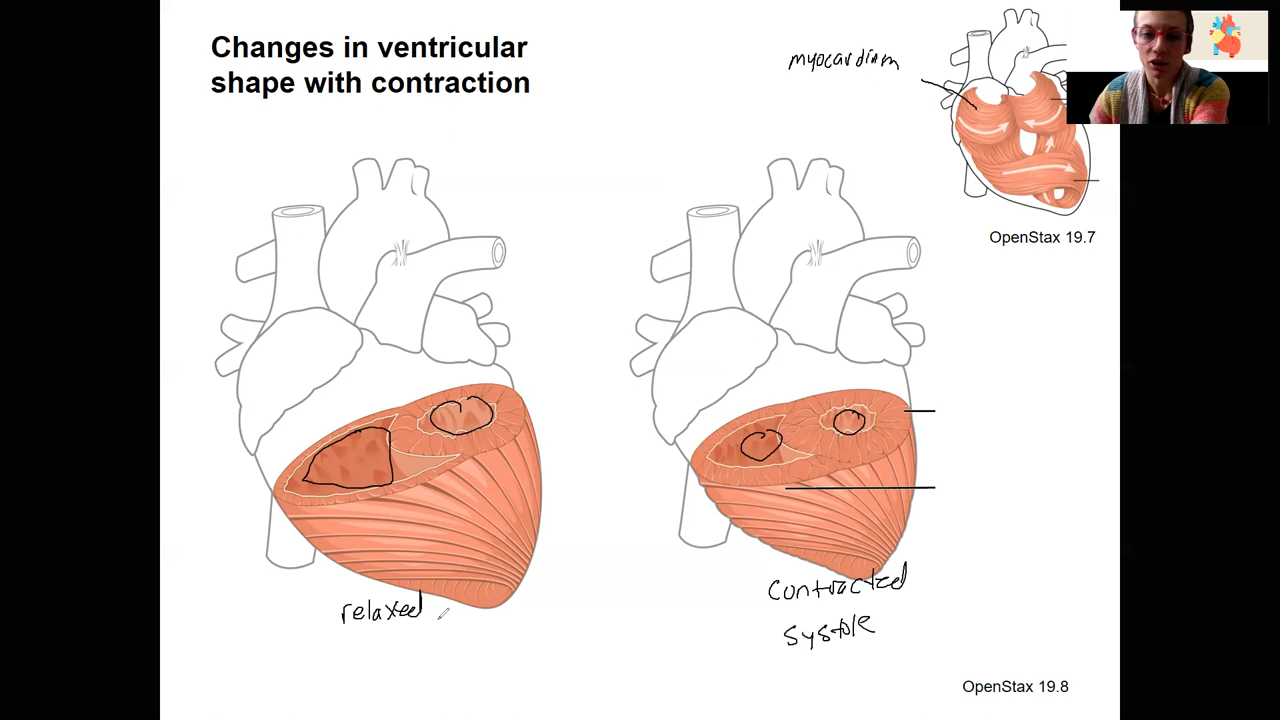 Changes in ventricular
shape with contraction
myocardium
OpenStax 19.7
relaxed
contracted
systole
OpenStax 19.8